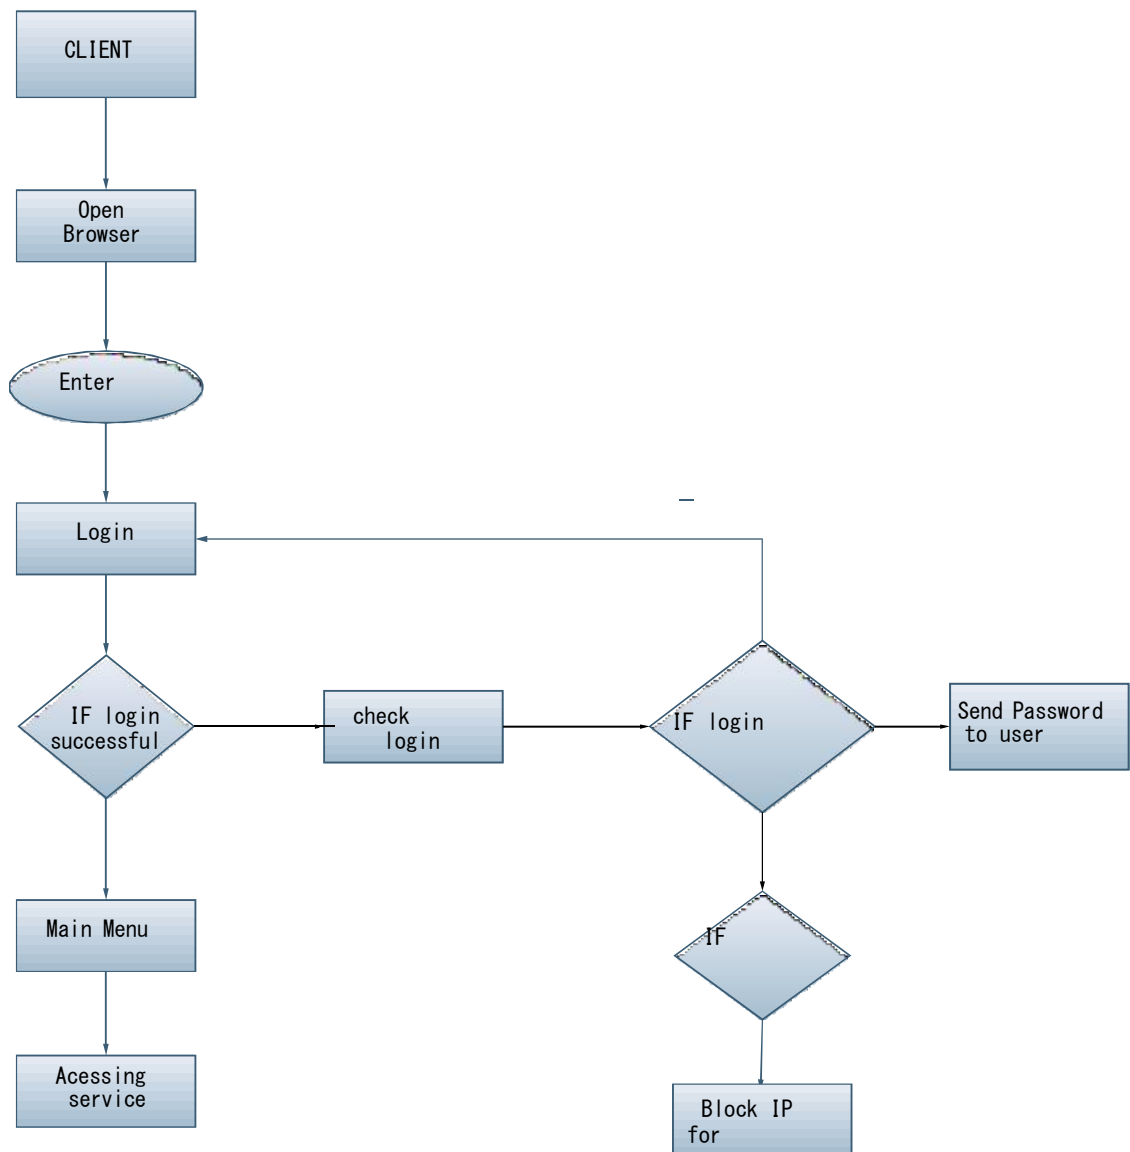 CLIENT
Open
Browser
Enter
Login
IF login
successful
check
login
IF login
Send Password
to user
Main Menu
IF
Acessing
service
Block IP
for